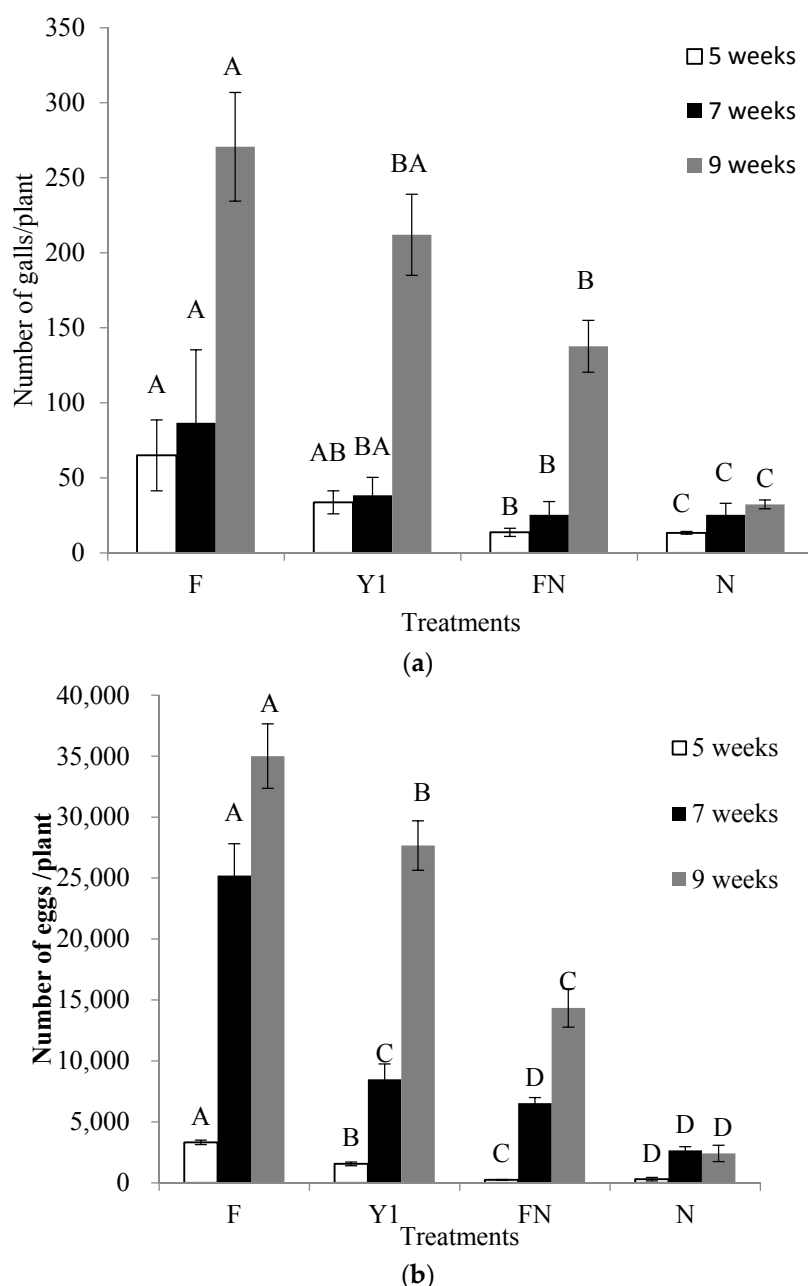 350
300
250
200
150
100
50
0
Number of galls/plant
A
A
A
AB
BA
BA
B
B
B
C
C
C
5 weeks
7 weeks
9 weeks
F Y1 FN N
Treatments
(a)
40,000
35,000
30,000
25,000
20,000
15,000
10,000
5,000
0
Number of eggs/plant
A
A
A
B
C
B
C
D
C
D
D
D
5 weeks
7 weeks
9 weeks
F Y1 FN N
Treatments
(b)